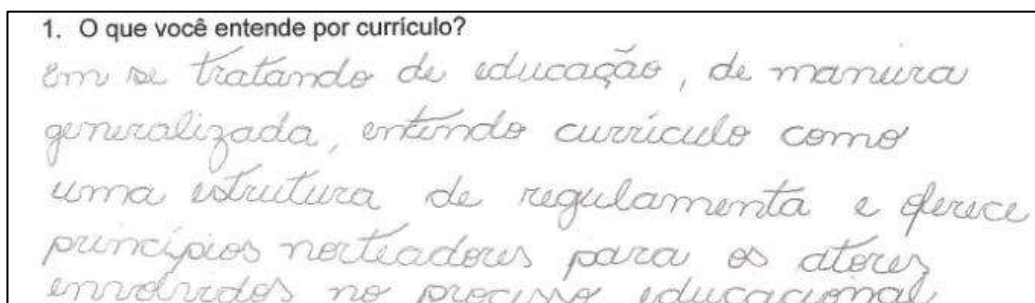 1. O que você entende por currículo?
Em se tratando de educação, de maneira
generalizada, entendo currículo como
uma estrutura de regulamenta e oferece
princípios norteadores para os atores
envolvidos no processo educacional